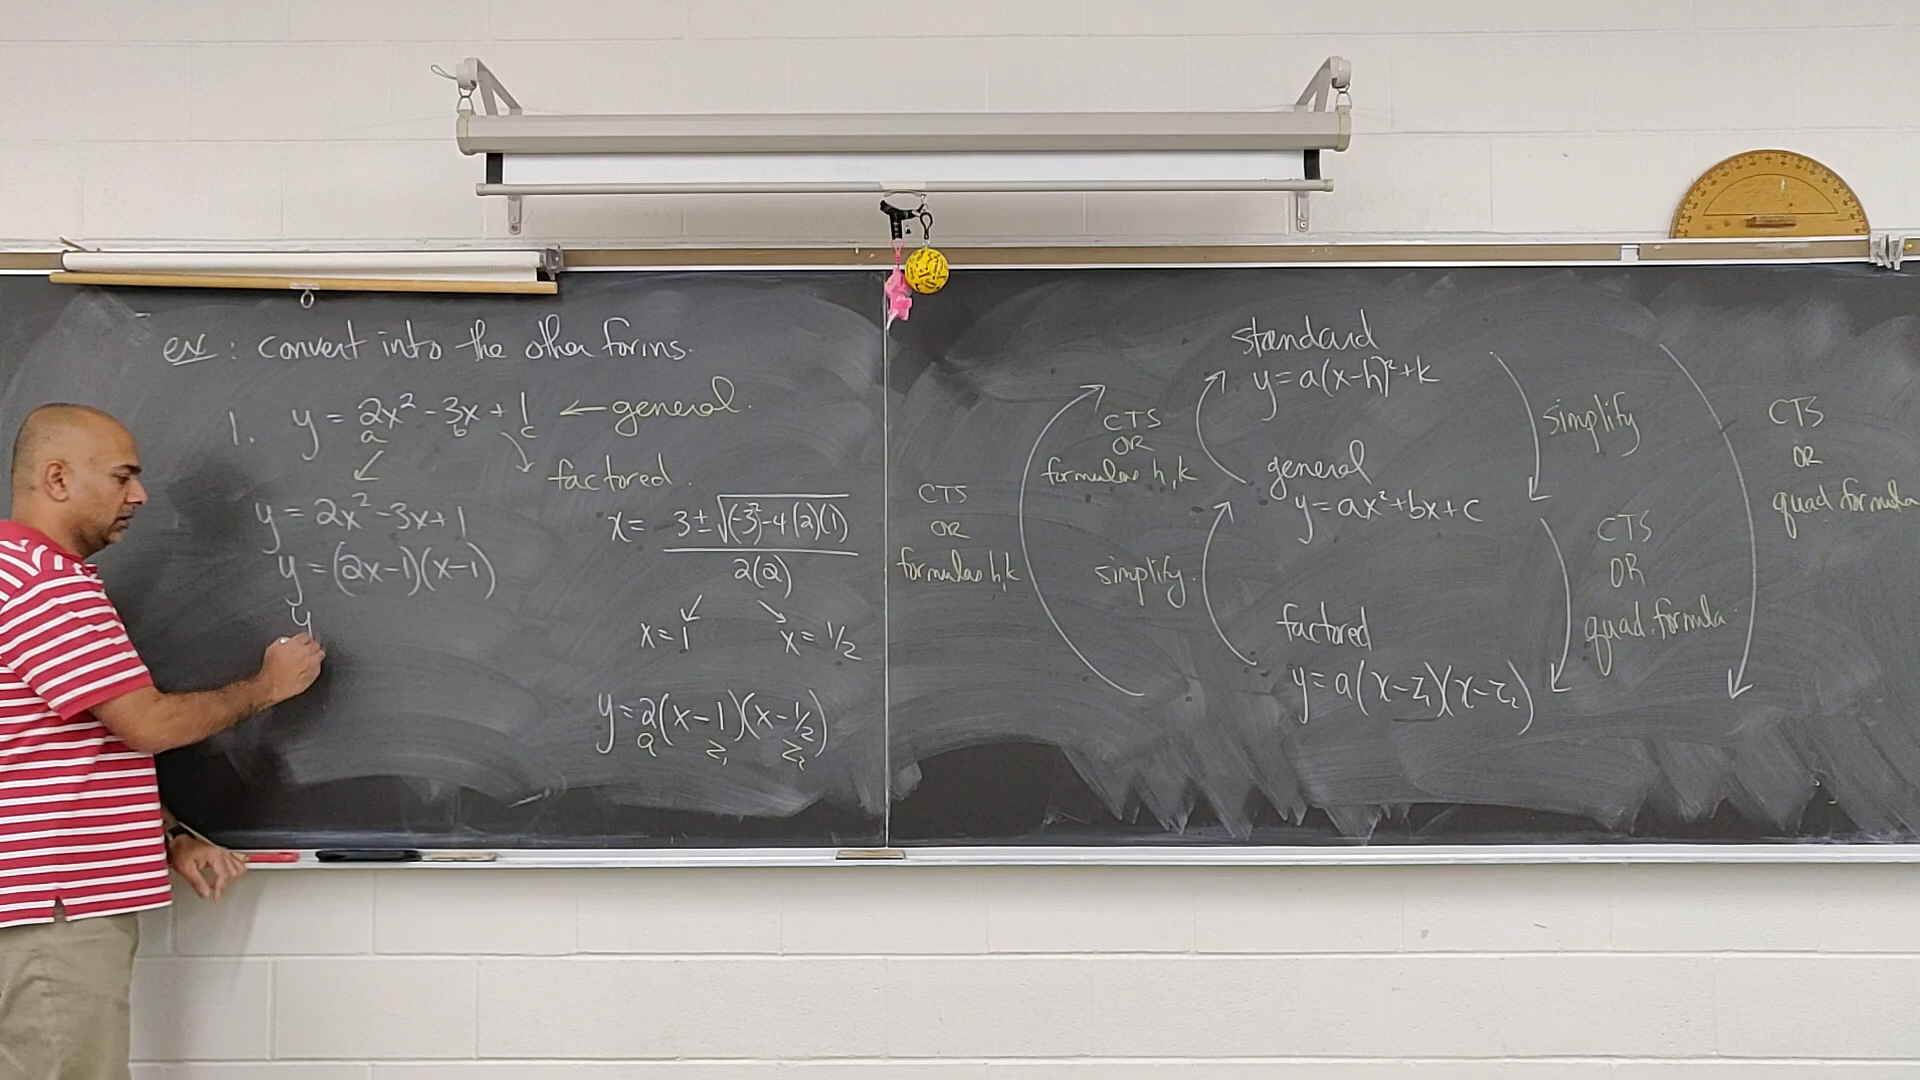 ex: convert into the other forms.
1. y = 2x² - 3x + 1 ← general.
a b c
factored.
y = 2x² - 3x + 1
y = (2x-1)(x-1)
y
x = 3 ± √(-3)² - 4(2)(1)
2(2)
x = 1 x = 1/2
y = 2(x-1)(x-1/2)
a z₁ z₂
standard
y = a(x-h)² + k
CTS
OR
formulas h, k
simplify
CTS
OR
quad formula
general
y = ax² + bx + c
CTS
OR
formulas h, k
simplify.
CTS
OR
quad. formula
factored
y = a(x-z₁)(x-z₂)